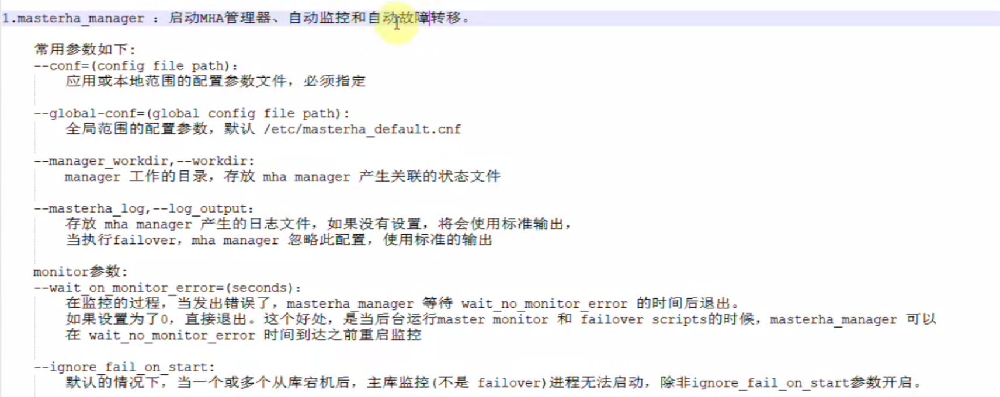 1.masterha_manager : 启动MHA管理器、自动监控和自动故障转移。
常用参数如下:
--conf=(config file path):
应用或本地范围的配置参数文件，必须指定
--global-conf=(global config file path):
全局范围的配置参数，默认 /etc/masterha_default.cnf
--manager_workdir,--workdir:
manager 工作的目录，存放 mha manager 产生关联的状态文件
--masterha_log,--log_output:
存放 mha manager 产生的日志文件，如果没有设置，将会使用标准输出，
当执行failover，mha manager 忽略此配置，使用标准的输出
monitor参数:
--wait_on_monitor_error=(seconds):
在监控的过程，当发出错误了，masterha_manager 等待 wait_no_monitor_error 的时间后退出。
如果设置为了0，直接退出。这个好处，是当后台运行master monitor 和 failover scripts的时候，masterha_manager 可以
在 wait_no_monitor_error 时间到达之前重启监控
--ignore_fail_on_start:
默认的情况下，当一个或多个从库宕机后，主库监控(不是 failover)进程无法启动，除非ignore_fail_on_start参数开启。